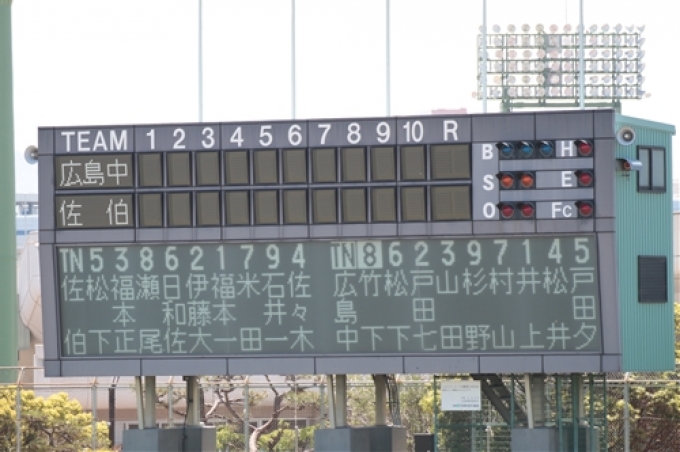 TEAM 1 2 3 4 5 6 7 8 9 10 R
広島中
佐伯
B H
S E
O FC
TN 5 3 8 6 2 1 7 9 4 TN 8 6 2 3 9 7 1 4 5
佐松福瀬日伊福米石佐 広竹松戸山杉村井松戸
本 和藤本 井々 島 田 田
伯下正尾佐大一田一木 中下下七田野山上井夕